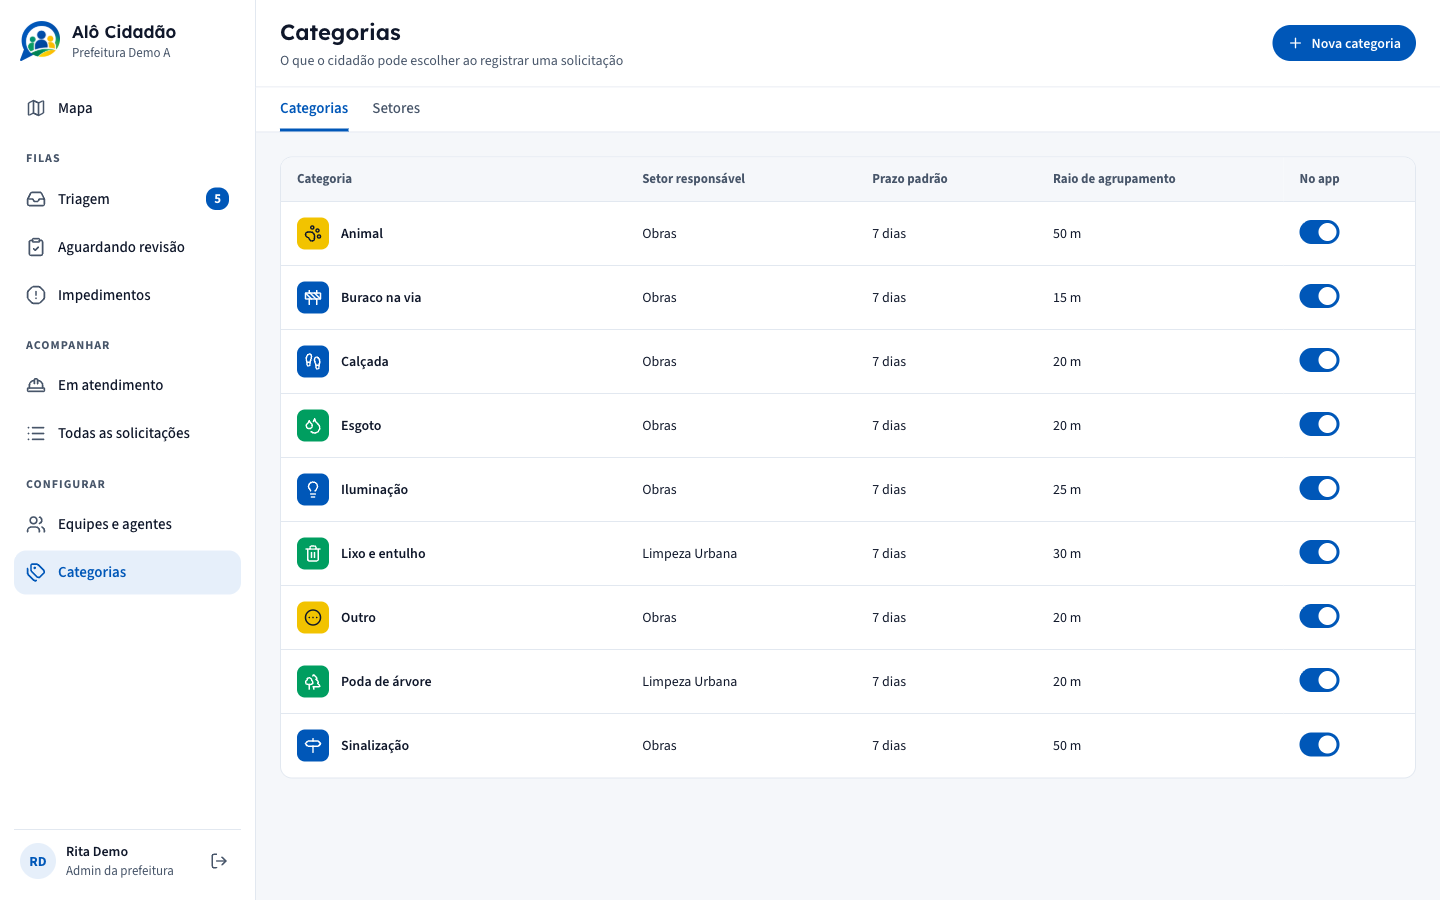 Alô Cidadão
Prefeitura Demo A
Mapa
FILAS
Triagem 5
Aguardando revisão
Impedimentos
ACOMPANHAR
Em atendimento
Todas as solicitações
CONFIGURAR
Equipes e agentes
Categorias
RD
Rita Demo
Admin da prefeitura
Categorias
O que o cidadão pode escolher ao registrar uma solicitação
Nova categoria
Categorias Setores
Categoria Setor responsável Prazo padrão Raio de agrupamento No app
Animal Obras 7 dias 50 m
Buraco na via Obras 7 dias 15 m
Calçada Obras 7 dias 20 m
Esgoto Obras 7 dias 20 m
Iluminação Obras 7 dias 25 m
Lixo e entulho Limpeza Urbana 7 dias 30 m
Outro Obras 7 dias 20 m
Poda de árvore Limpeza Urbana 7 dias 20 m
Sinalização Obras 7 dias 50 m